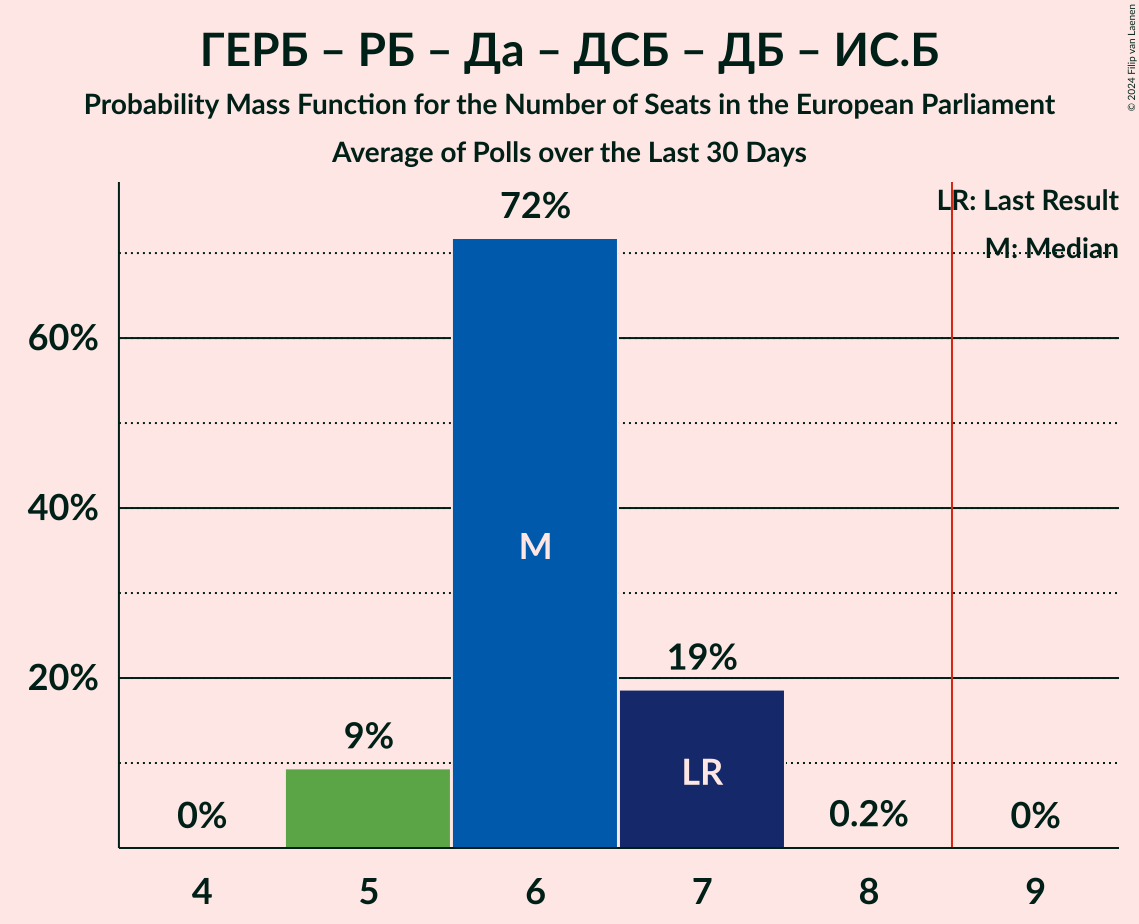 ГЕРБ – РБ – Да – ДСБ – ДБ – ИС.Б
Probability Mass Function for the Number of Seats in the European Parliament
Average of Polls over the Last 30 Days
© 2024 Filip van Laenen
LR: Last Result
M: Median
72%
60%
40%
M
20%
19%
9%
LR
0%
0.2%
0%
4 5 6 7 8 9